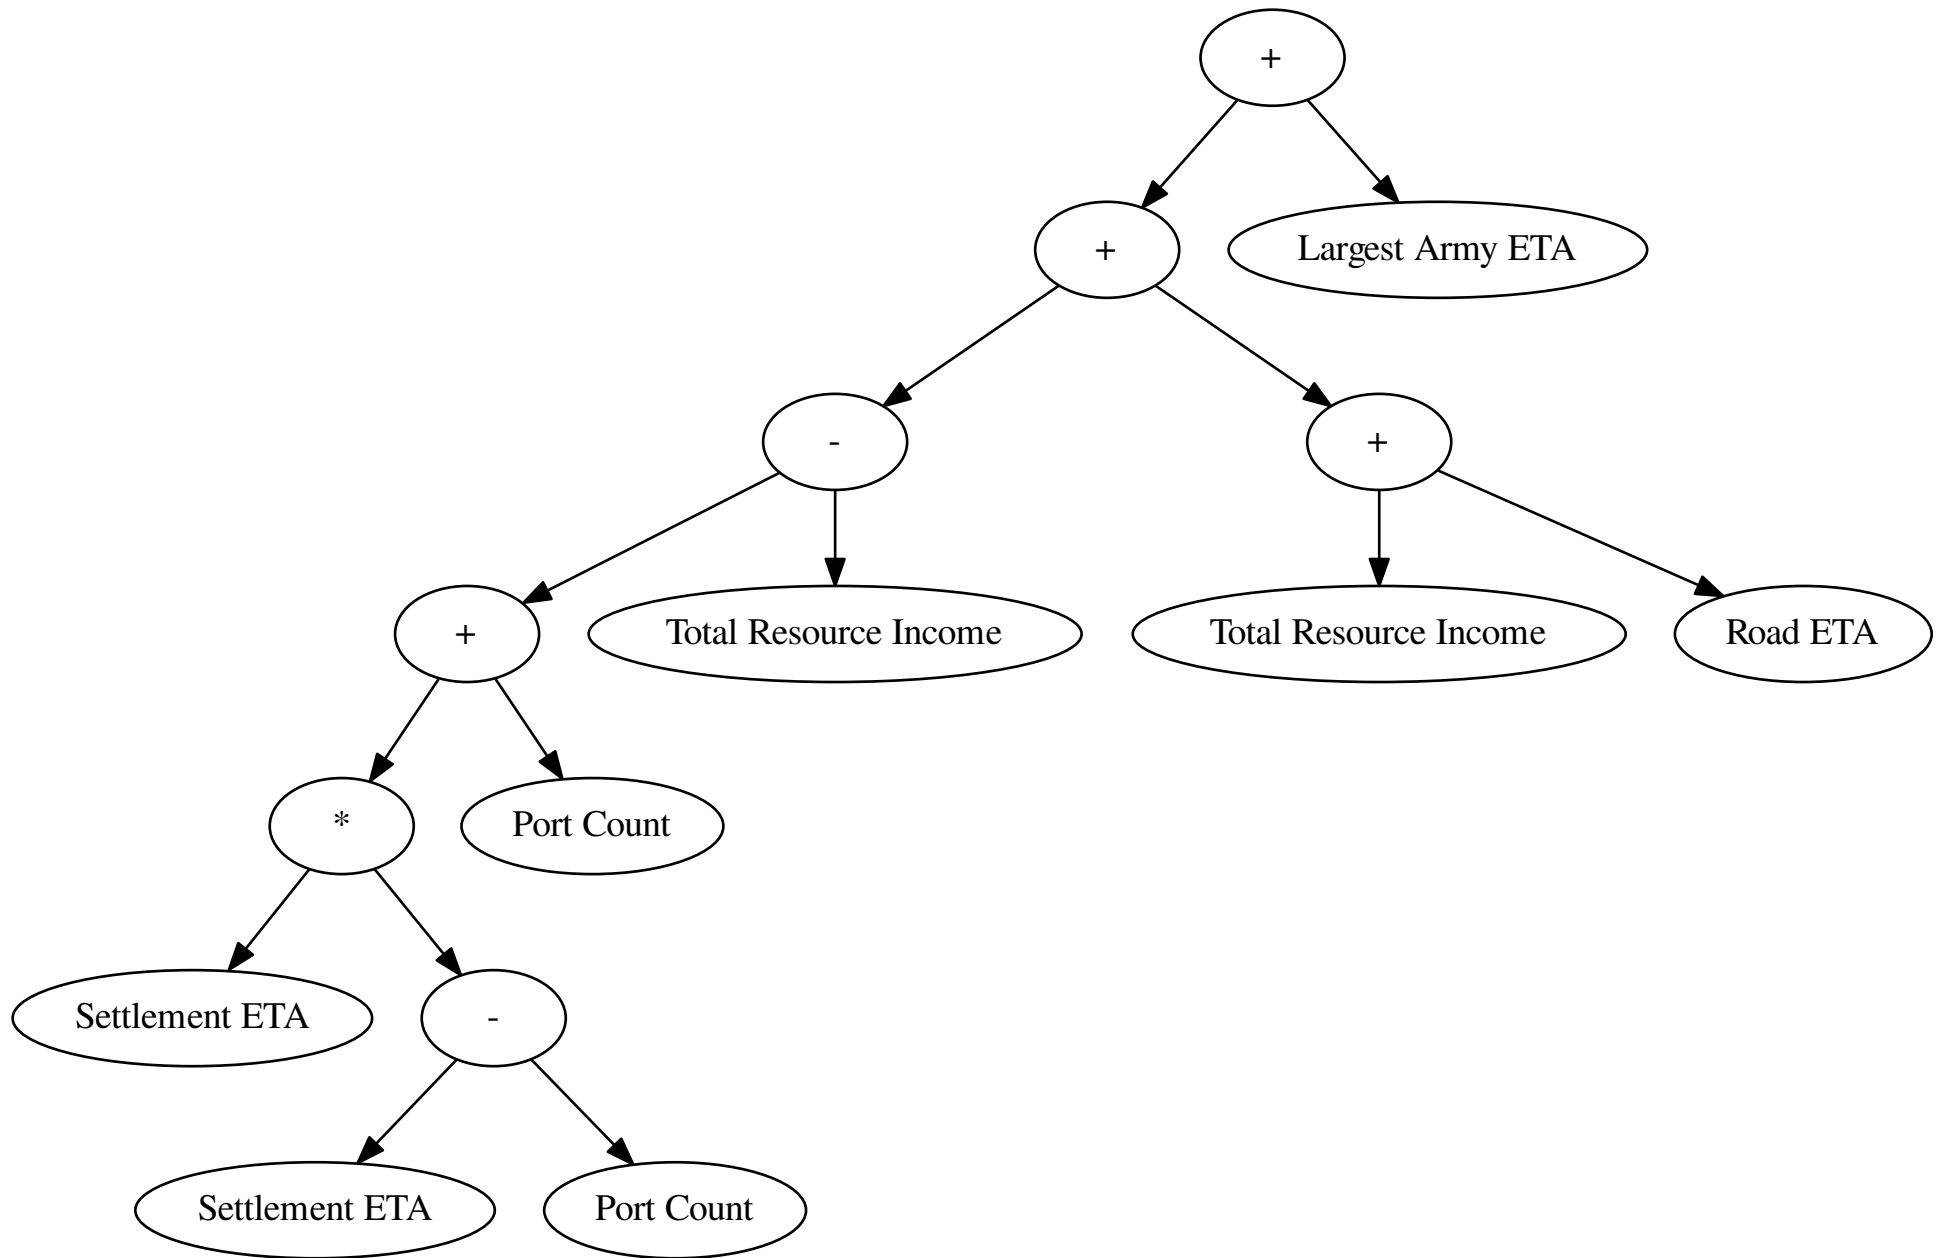 +
+
Largest Army ETA
-
+
+
Total Resource Income
Total Resource Income
Road ETA
*
Port Count
Settlement ETA
-
Settlement ETA
Port Count